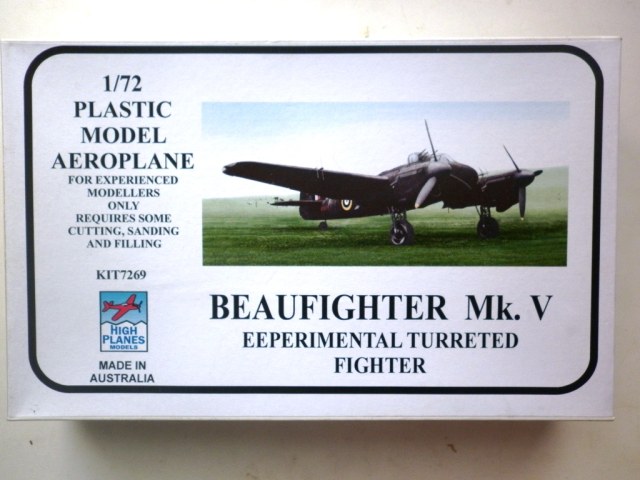 1/72
PLASTIC
MODEL
AEROPLANE
FOR EXPERIENCED
MODELLERS
ONLY
REQUIRES SOME
CUTTING, SANDING
AND FILLING
KIT7269
HIGH
PLANES
MODELS
MADE IN
AUSTRALIA
BEAUFIGHTER Mk. V
EEPERIMENTAL TURRETED
FIGHTER